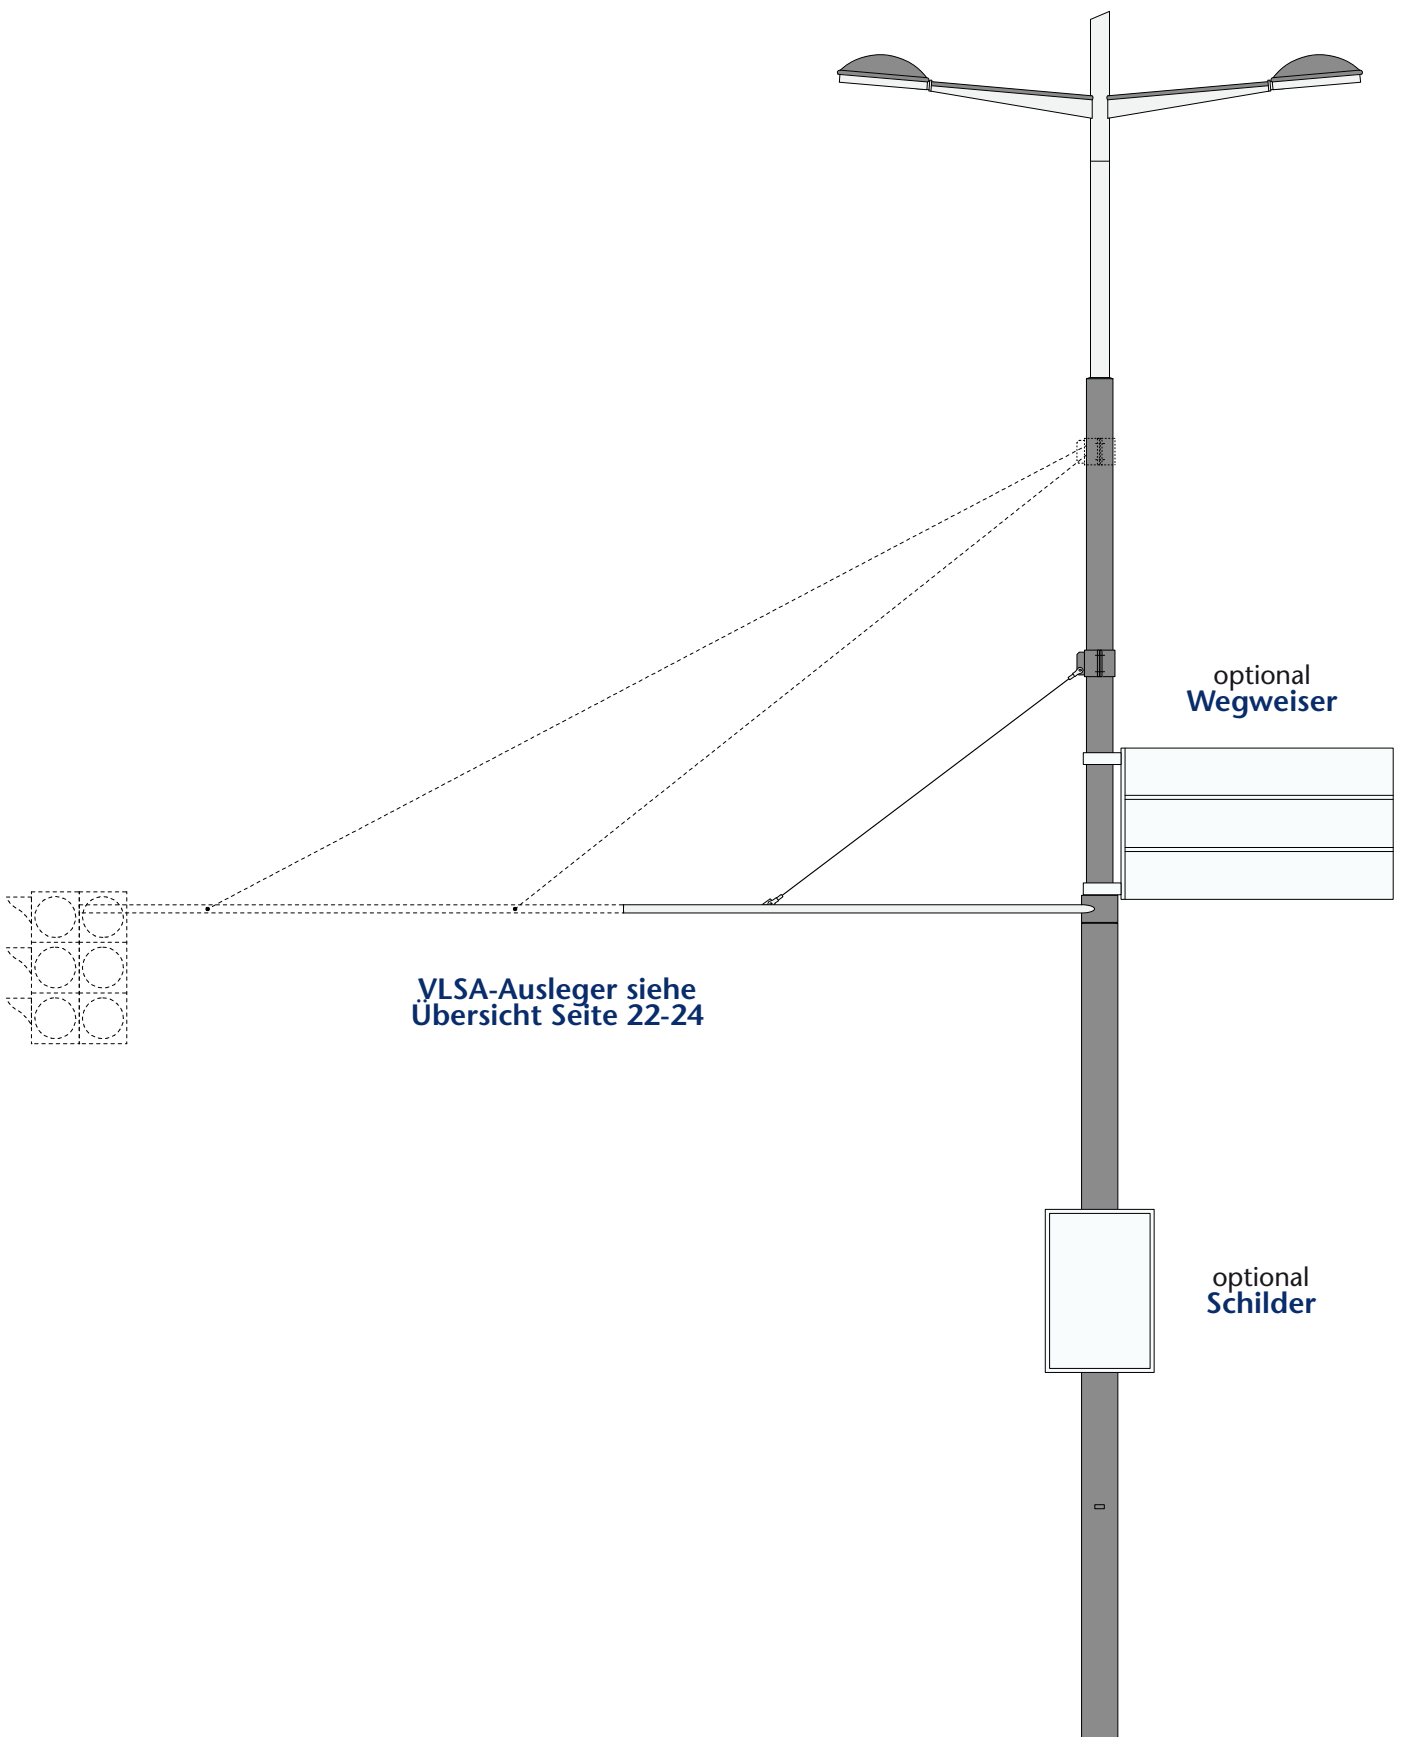 optional
Wegweiser
VLSA-Ausleger siehe
Übersicht Seite 22-24
optional
Schilder